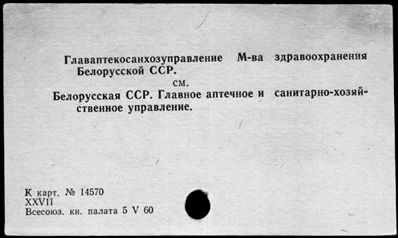 Главаптекосанхозуправление М-ва здравоохранения
Белорусской ССР.
см.
Белорусская ССР. Главное аптечное и санитарно-хозяй-
ственное управление.
К карт. № 14570
XXVII
Всесоюз. кн. палата 5 V 60